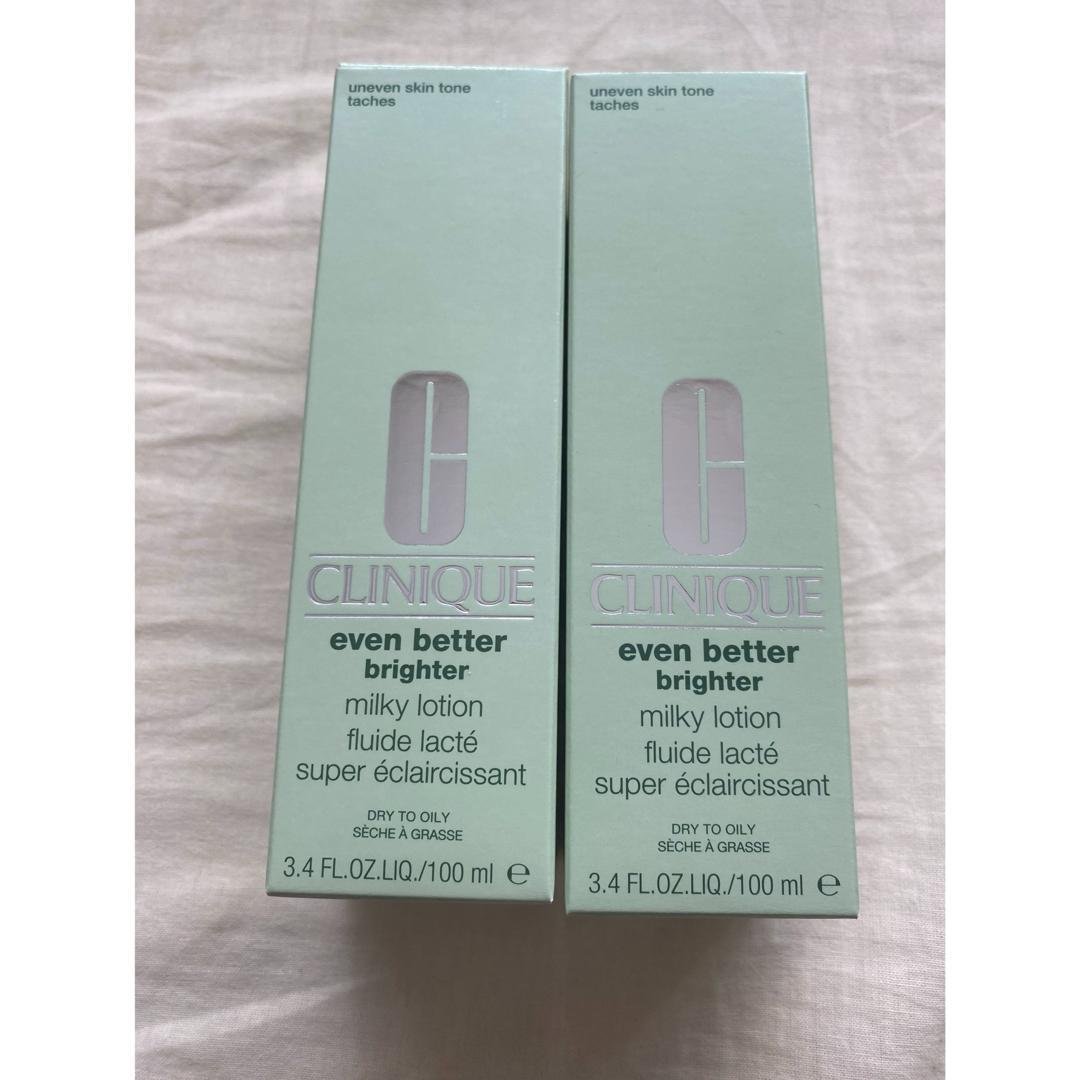 uneven skin tone
taches
C
CLINIQUE
even better
brighter
milky lotion
fluide lacté
super éclaircissant
DRY TO OILY
SÈCHE À GRASSE
3.4 FL.OZ.LIQ./100 ml ℮
uneven skin tone
taches
C
CLINIQUE
even better
brighter
milky lotion
fluide lacté
super éclaircissant
DRY TO OILY
SÈCHE À GRASSE
3.4 FL.OZ.LIQ./100 ml ℮